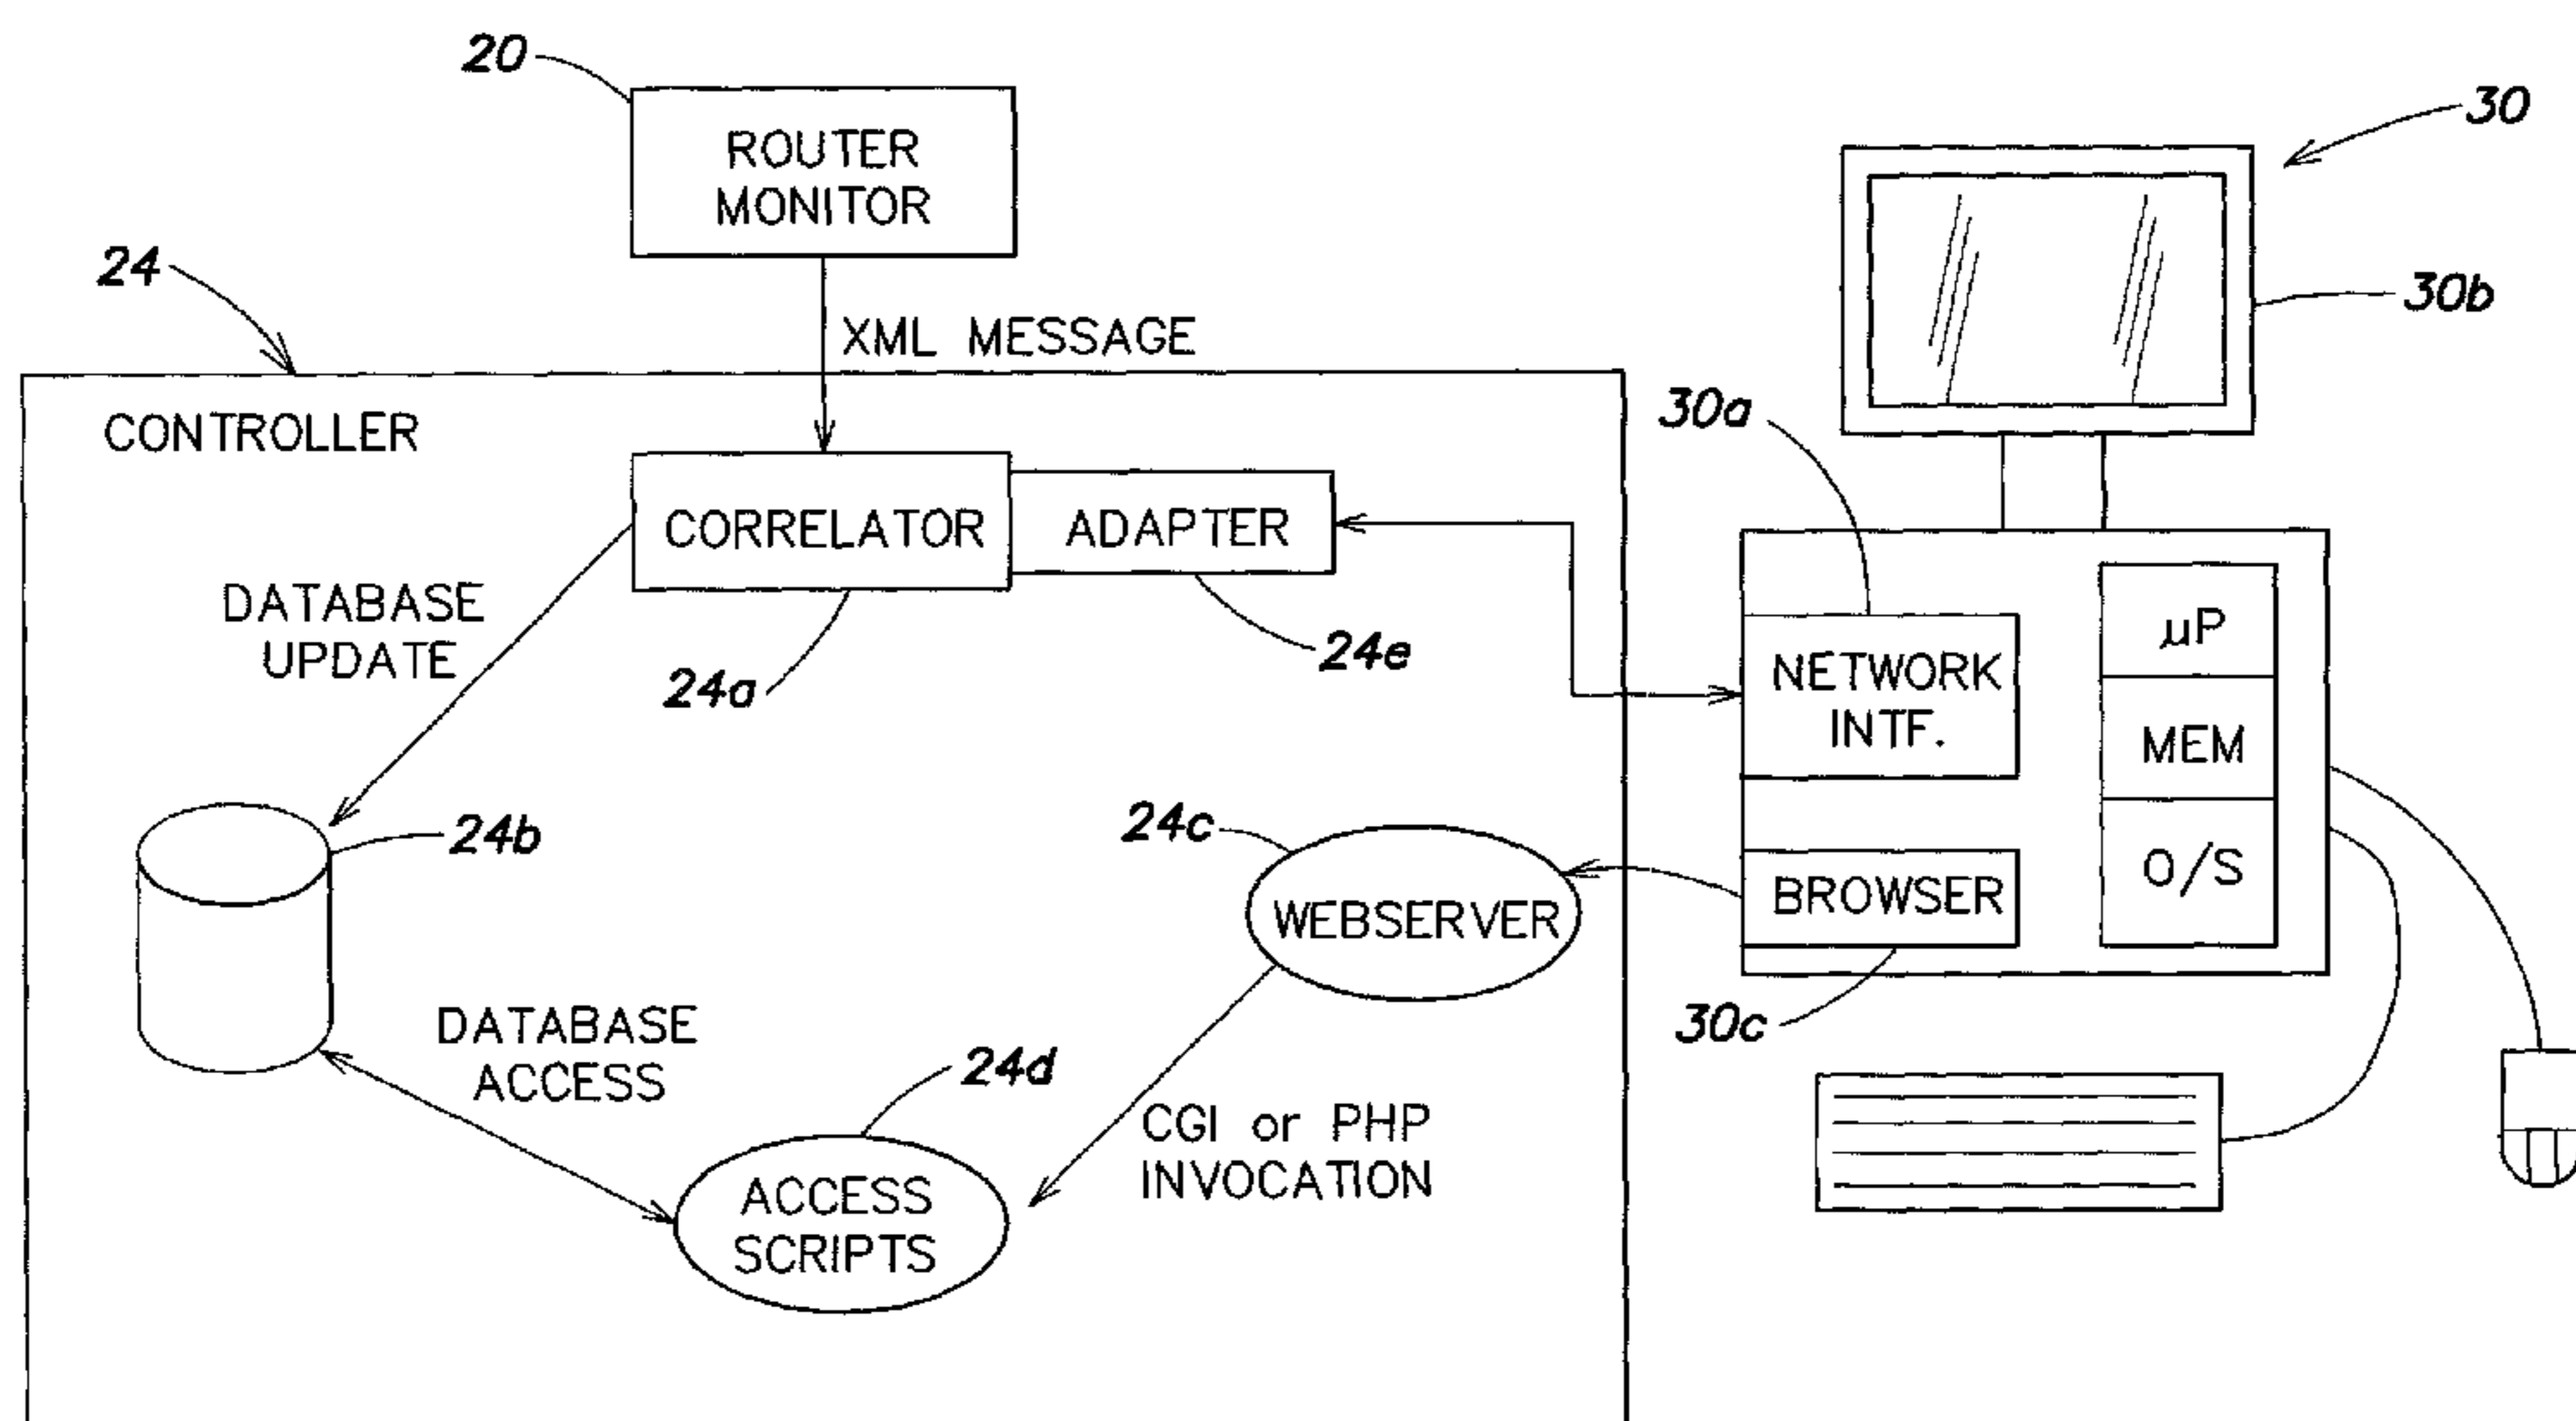 20
ROUTER
MONITOR
30
24
30b
XML MESSAGE
CONTROLLER
30a
CORRELATOR
ADAPTER
DATABASE
UPDATE
24a
24e
NETWORK
INTF.
µP
MEM
O/S
24b
24c
WEBSERVER
BROWSER
30c
DATABASE
ACCESS
24d
CGI or PHP
INVOCATION
ACCESS
SCRIPTS